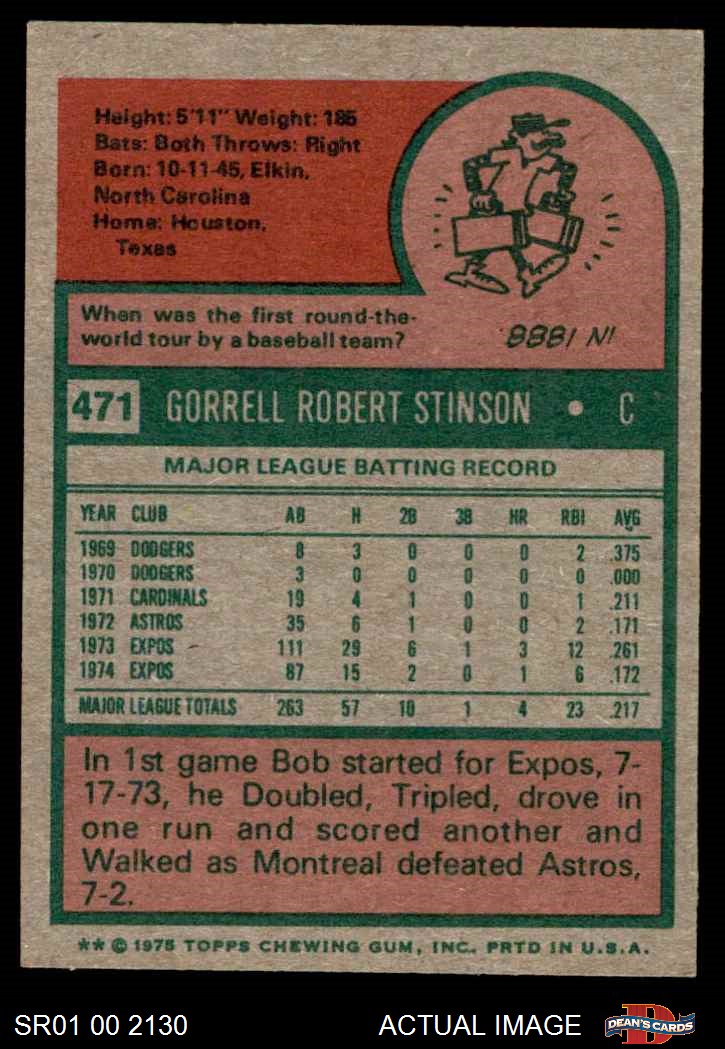 Height: 5'11" Weight: 185
Bats: Both Throws: Right
Born: 10-11-45, Elkin,
North Carolina
Home: Houston,
Texas
When was the first round-the-
world tour by a baseball team?
IN 1888
471 GORRELL ROBERT STINSON • C
MAJOR LEAGUE BATTING RECORD
YEAR CLUB AB H 2B 3B HR RBI AVG
1969 DODGERS 8 3 0 0 0 2 .375
1970 DODGERS 3 0 0 0 0 0 .000
1971 CARDINALS 19 4 1 0 0 1 .211
1972 ASTROS 35 6 1 0 0 2 .171
1973 EXPOS 111 29 6 1 3 12 .261
1974 EXPOS 87 15 2 0 1 6 .172
MAJOR LEAGUE TOTALS 263 57 10 1 4 23 .217
In 1st game Bob started for Expos, 7-
17-73, he Doubled, Tripled, drove in
one run and scored another and
Walked as Montreal defeated Astros,
7-2.
** © 1975 TOPPS CHEWING GUM, INC. PRTD IN U.S.A.
SR01 00 2130 ACTUAL IMAGE
D
DEAN'S CARDS